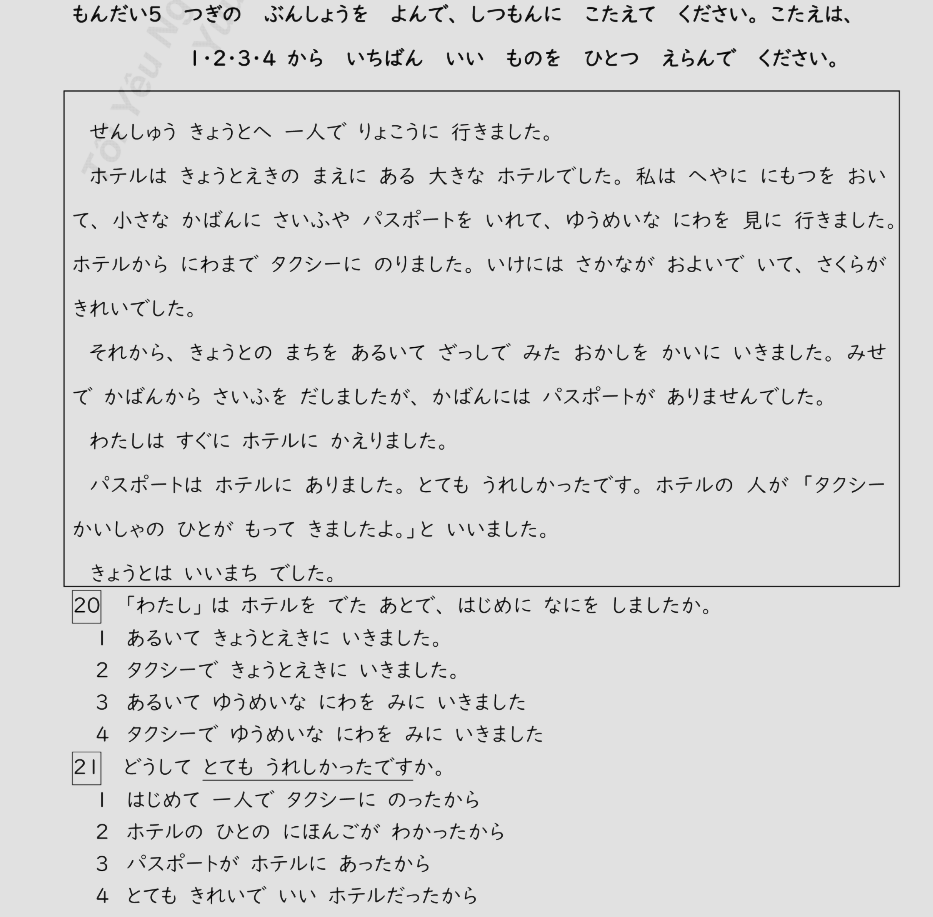 もんだい5　つぎの　ぶんしょうを　よんで、しつもんに　こたえて　ください。こたえは、
1・2・3・4 から　いちばん　いい　ものを　ひとつ　えらんで　ください。
せんしゅう きょうとへ 一人で りょこうに 行きました。
ホテルは きょうとえきの まえに ある 大きな ホテルでした。私は へやに にもつを おい
て、小さな かばんに さいふや パスポートを いれて、ゆうめいな にわを 見に 行きました。
ホテルから にわまで タクシーに のりました。いけには さかなが およいで いて、さくらが
きれいでした。
それから、きょうとの まちを あるいて ざっしで みた おかしを かいに いきました。みせ
で かばんから さいふを だしましたが、かばんには パスポートが ありませんでした。
わたしは すぐに ホテルに かえりました。
パスポートは ホテルに ありました。とても うれしかったです。ホテルの 人が 「タクシー
かいしゃの ひとが もって きましたよ。」と いいました。
きょうとは いいまち でした。
20　「わたし」は ホテルを でた あとで、はじめに なにを しましたか。
1　あるいて きょうとえきに いきました。
2　タクシーで きょうとえきに いきました。
3　あるいて ゆうめいな にわを みに いきました
4　タクシーで ゆうめいな にわを みに いきました
21　どうして とても うれしかったですか。
1　はじめて 一人で タクシーに のったから
2　ホテルの ひとの にほんごが わかったから
3　パスポートが ホテルに あったから
4　とても きれいで いい ホテルだったから
Tôi Yêu Ng